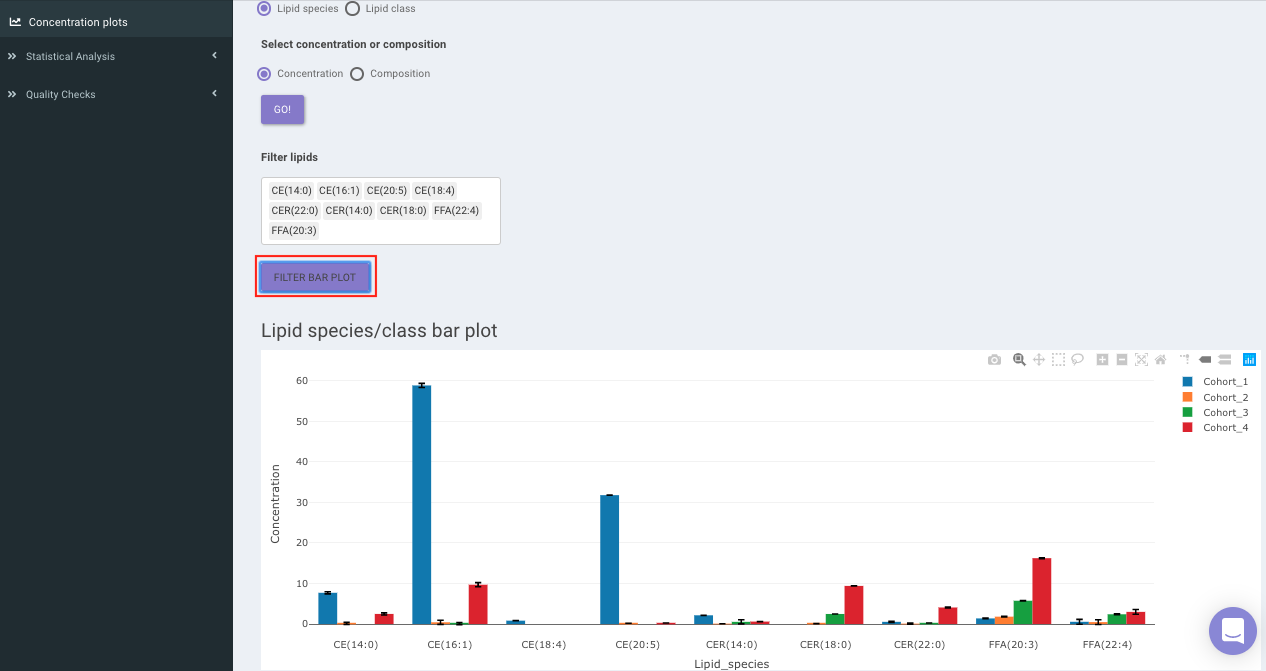 Concentration plots
Statistical Analysis
Quality Checks
Lipid species Lipid class
Select concentration or composition
Concentration Composition
GO!
Filter lipids
CE(14:0) CE(16:1) CE(20:5) CE(18:4)
CER(22:0) CER(14:0) CER(18:0) FFA(22:4)
FFA(20:3)
FILTER BAR PLOT
Lipid species/class bar plot
Cohort_1
Cohort_2
Cohort_3
Cohort_4
Concentration
60
50
40
30
20
10
0
CE(14:0) CE(16:1) CE(18:4) CE(20:5) CER(14:0) CER(18:0) CER(22:0) FFA(20:3) FFA(22:4)
Lipid_species